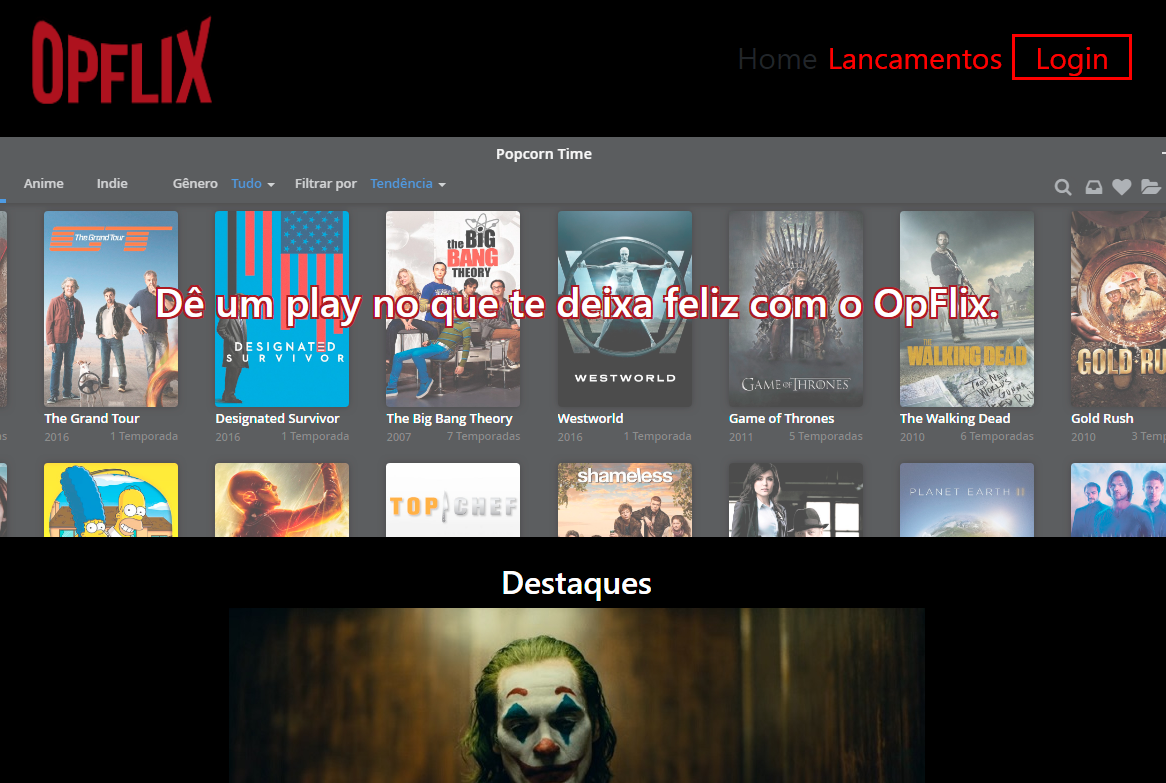 OPFLIX
Home Lancamentos Login
Popcorn Time
Anime Indie Gênero Tudo Filtrar por Tendência
The Grand Tour
DESIGNATED
SURVIVOR
the BIG
BANG
THEORY
WESTWORLD
GAME OF THRONES
THE
WALKING DEAD
GOLD RU
Dê um play no que te deixa feliz com o OpFlix.
The Grand Tour Designated Survivor The Big Bang Theory Westworld Game of Thrones The Walking Dead Gold Rush
2016 1 Temporada 2016 1 Temporada 2007 7 Temporadas 2016 1 Temporada 2011 5 Temporadas 2010 6 Temporadas 2010 3 Temp
TOP CHEF
shameless
PLANET EARTH II
Destaques